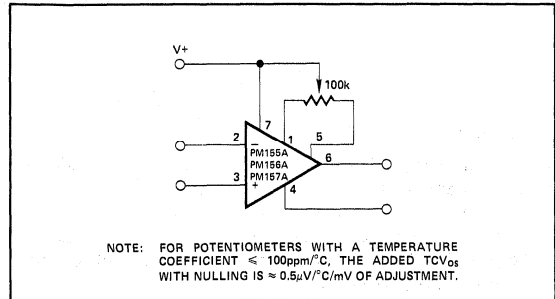 V+
100k
7
1
5
2
−
PM155A
6
PM156A
PM157A
3
+
4
NOTE: FOR POTENTIOMETERS WITH A TEMPERATURE
COEFFICIENT ⩽ 100ppm/°C, THE ADDED TCVOS
WITH NULLING IS ≈ 0.5μV/°C/mV OF ADJUSTMENT.